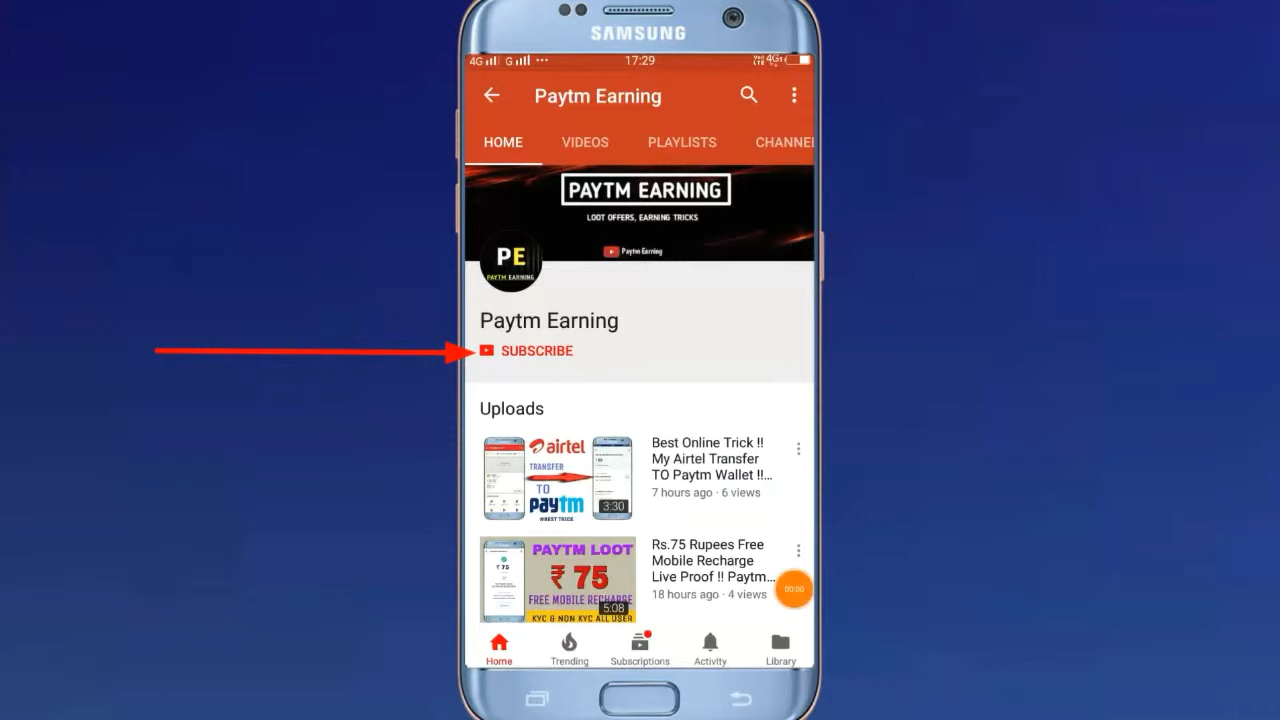 SAMSUNG
4G G ••• 17:29 4G
Paytm Earning
HOME VIDEOS PLAYLISTS CHANNEL
PAYTM EARNING
LOOT OFFERS, EARNING TRICKS
Paytm Earning
PE
PAYTM EARNING
Paytm Earning
SUBSCRIBE
Uploads
airtel
TRANSFER
TO
paytm
#BEST TRICK
3:30
Best Online Trick !!
My Airtel Transfer
TO Paytm Wallet !!...
7 hours ago · 6 views
PAYTM LOOT
₹ 75
₹ 75
FREE MOBILE RECHARGE
5:08
KYC & NON KYC ALL USER
Rs.75 Rupees Free
Mobile Recharge
Live Proof !! Paytm...
18 hours ago · 4 views
00:00
Home Trending Subscriptions Activity Library